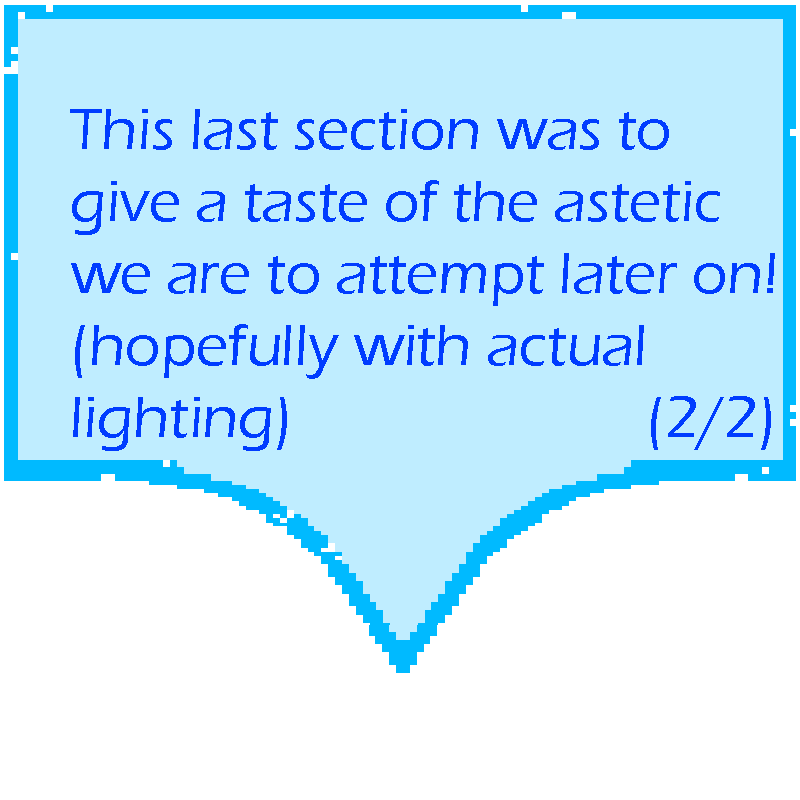 This last section was to
give a taste of the astetic
we are to attempt later on!
(hopefully with actual
lighting) (2/2)